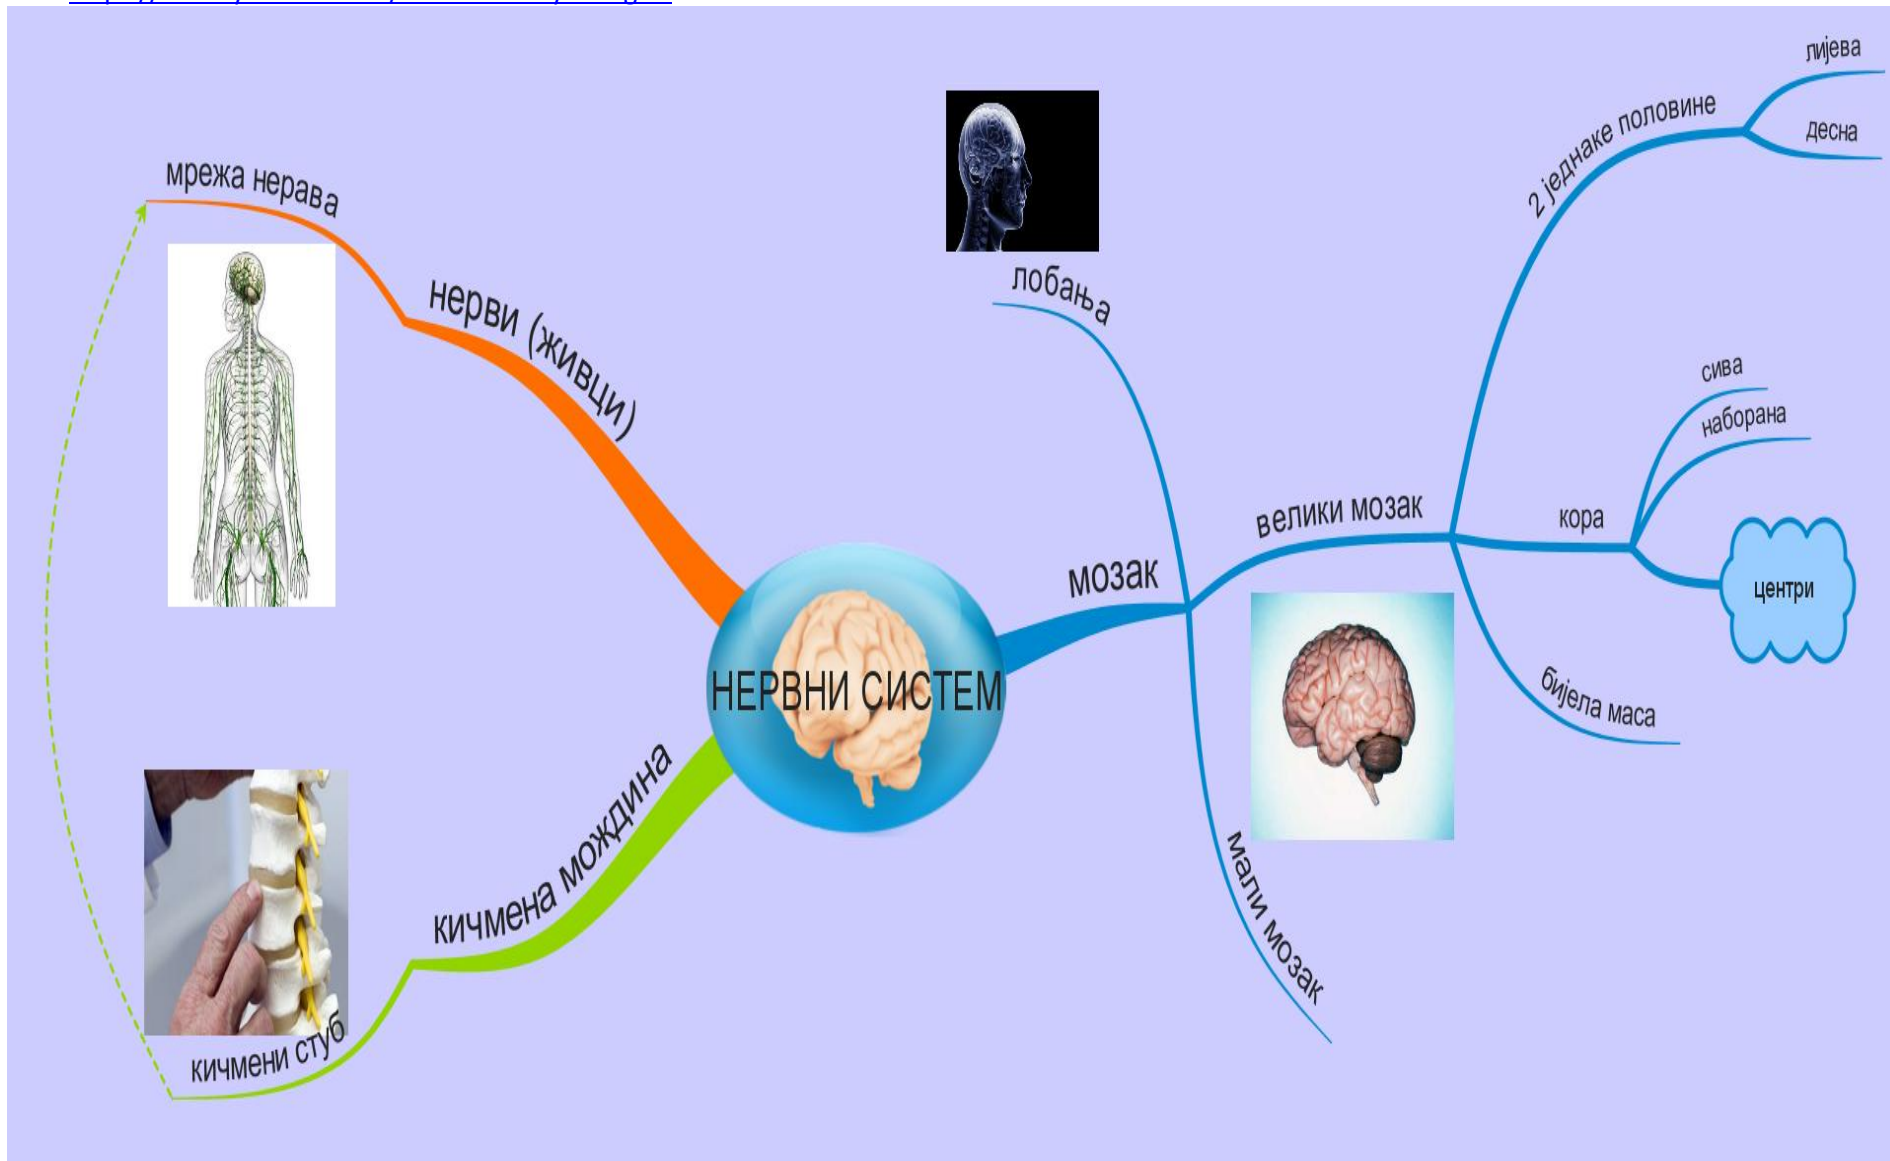 лијева
2 једнаке половине
десна
мрежа нерава
лобања
нерви (живци)
сива
наборана
велики мозак
кора
мозак
центри
НЕРВНИ СИСТЕМ
бијела маса
кичмена мождина
мали мозак
кичмени стуб